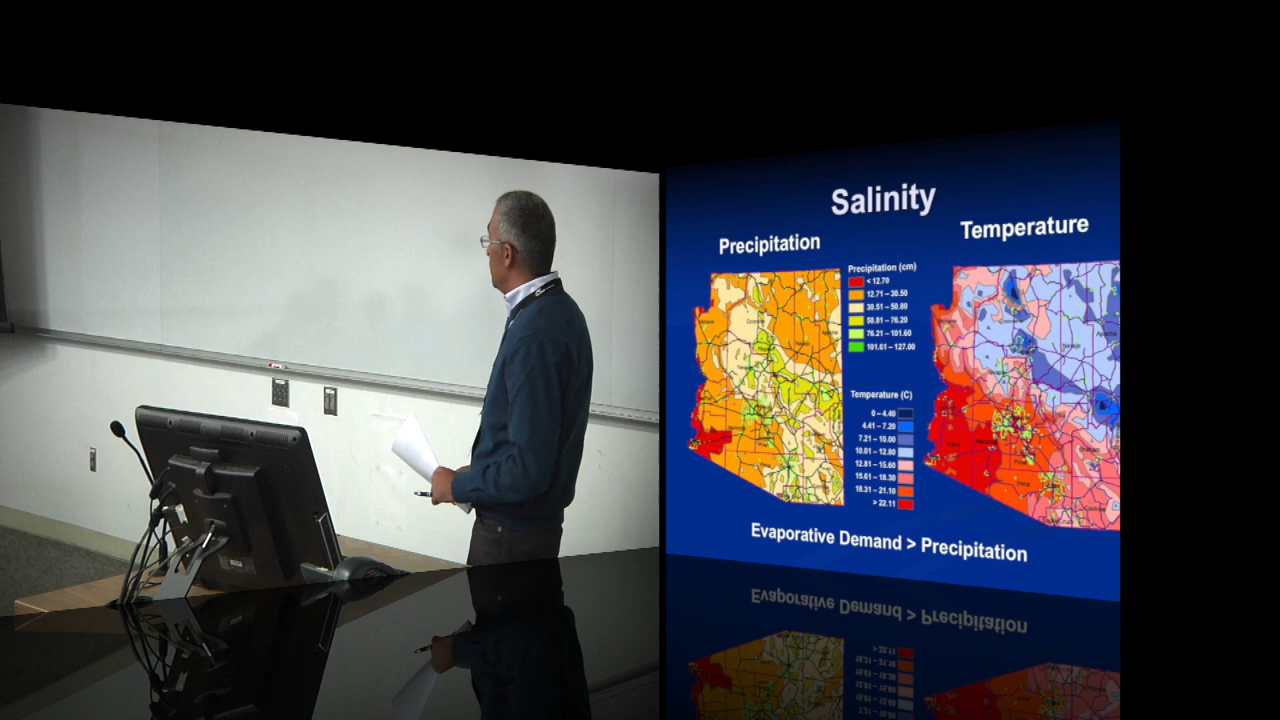 Salinity
Precipitation
Temperature
Precipitation (cm)
< 12.70
12.71 – 30.50
30.51 – 50.80
50.81 – 76.20
76.21 – 101.60
101.61 – 127.00
Temperature (C)
0 – 4.40
4.41 – 7.20
7.21 – 10.00
10.01 – 12.80
12.81 – 15.60
15.61 – 18.30
18.31 – 21.10
> 22.11
Evaporative Demand > Precipitation